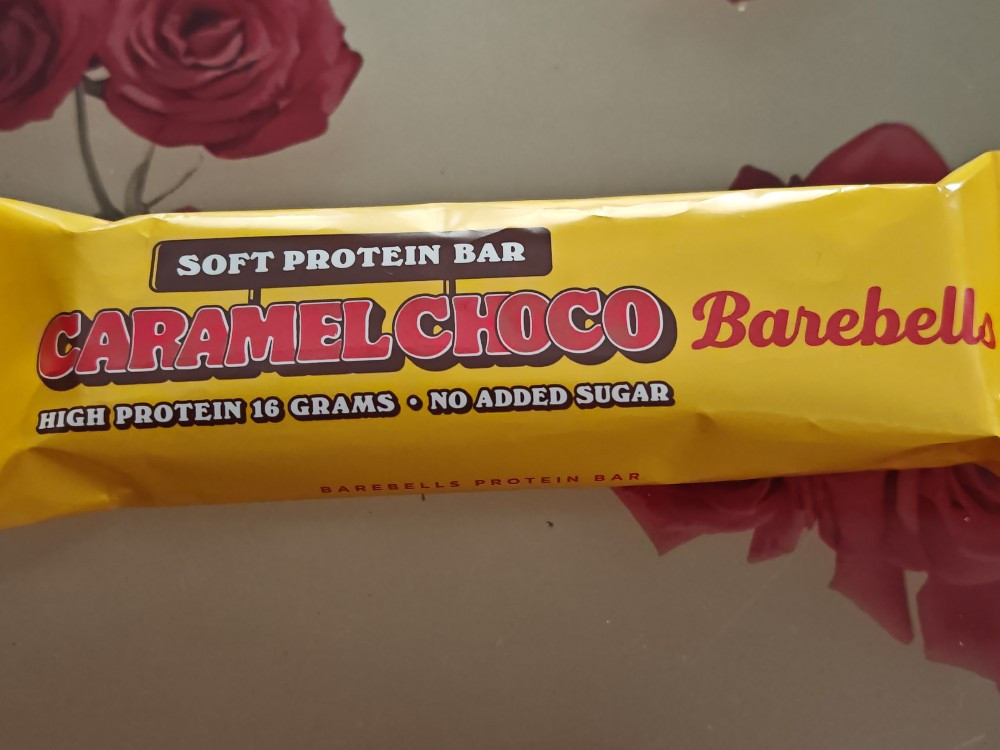 SOFT PROTEIN BAR
CARAMEL CHOCO
Barebells
HIGH PROTEIN 16 GRAMS • NO ADDED SUGAR
BAREBELLS PROTEIN BAR